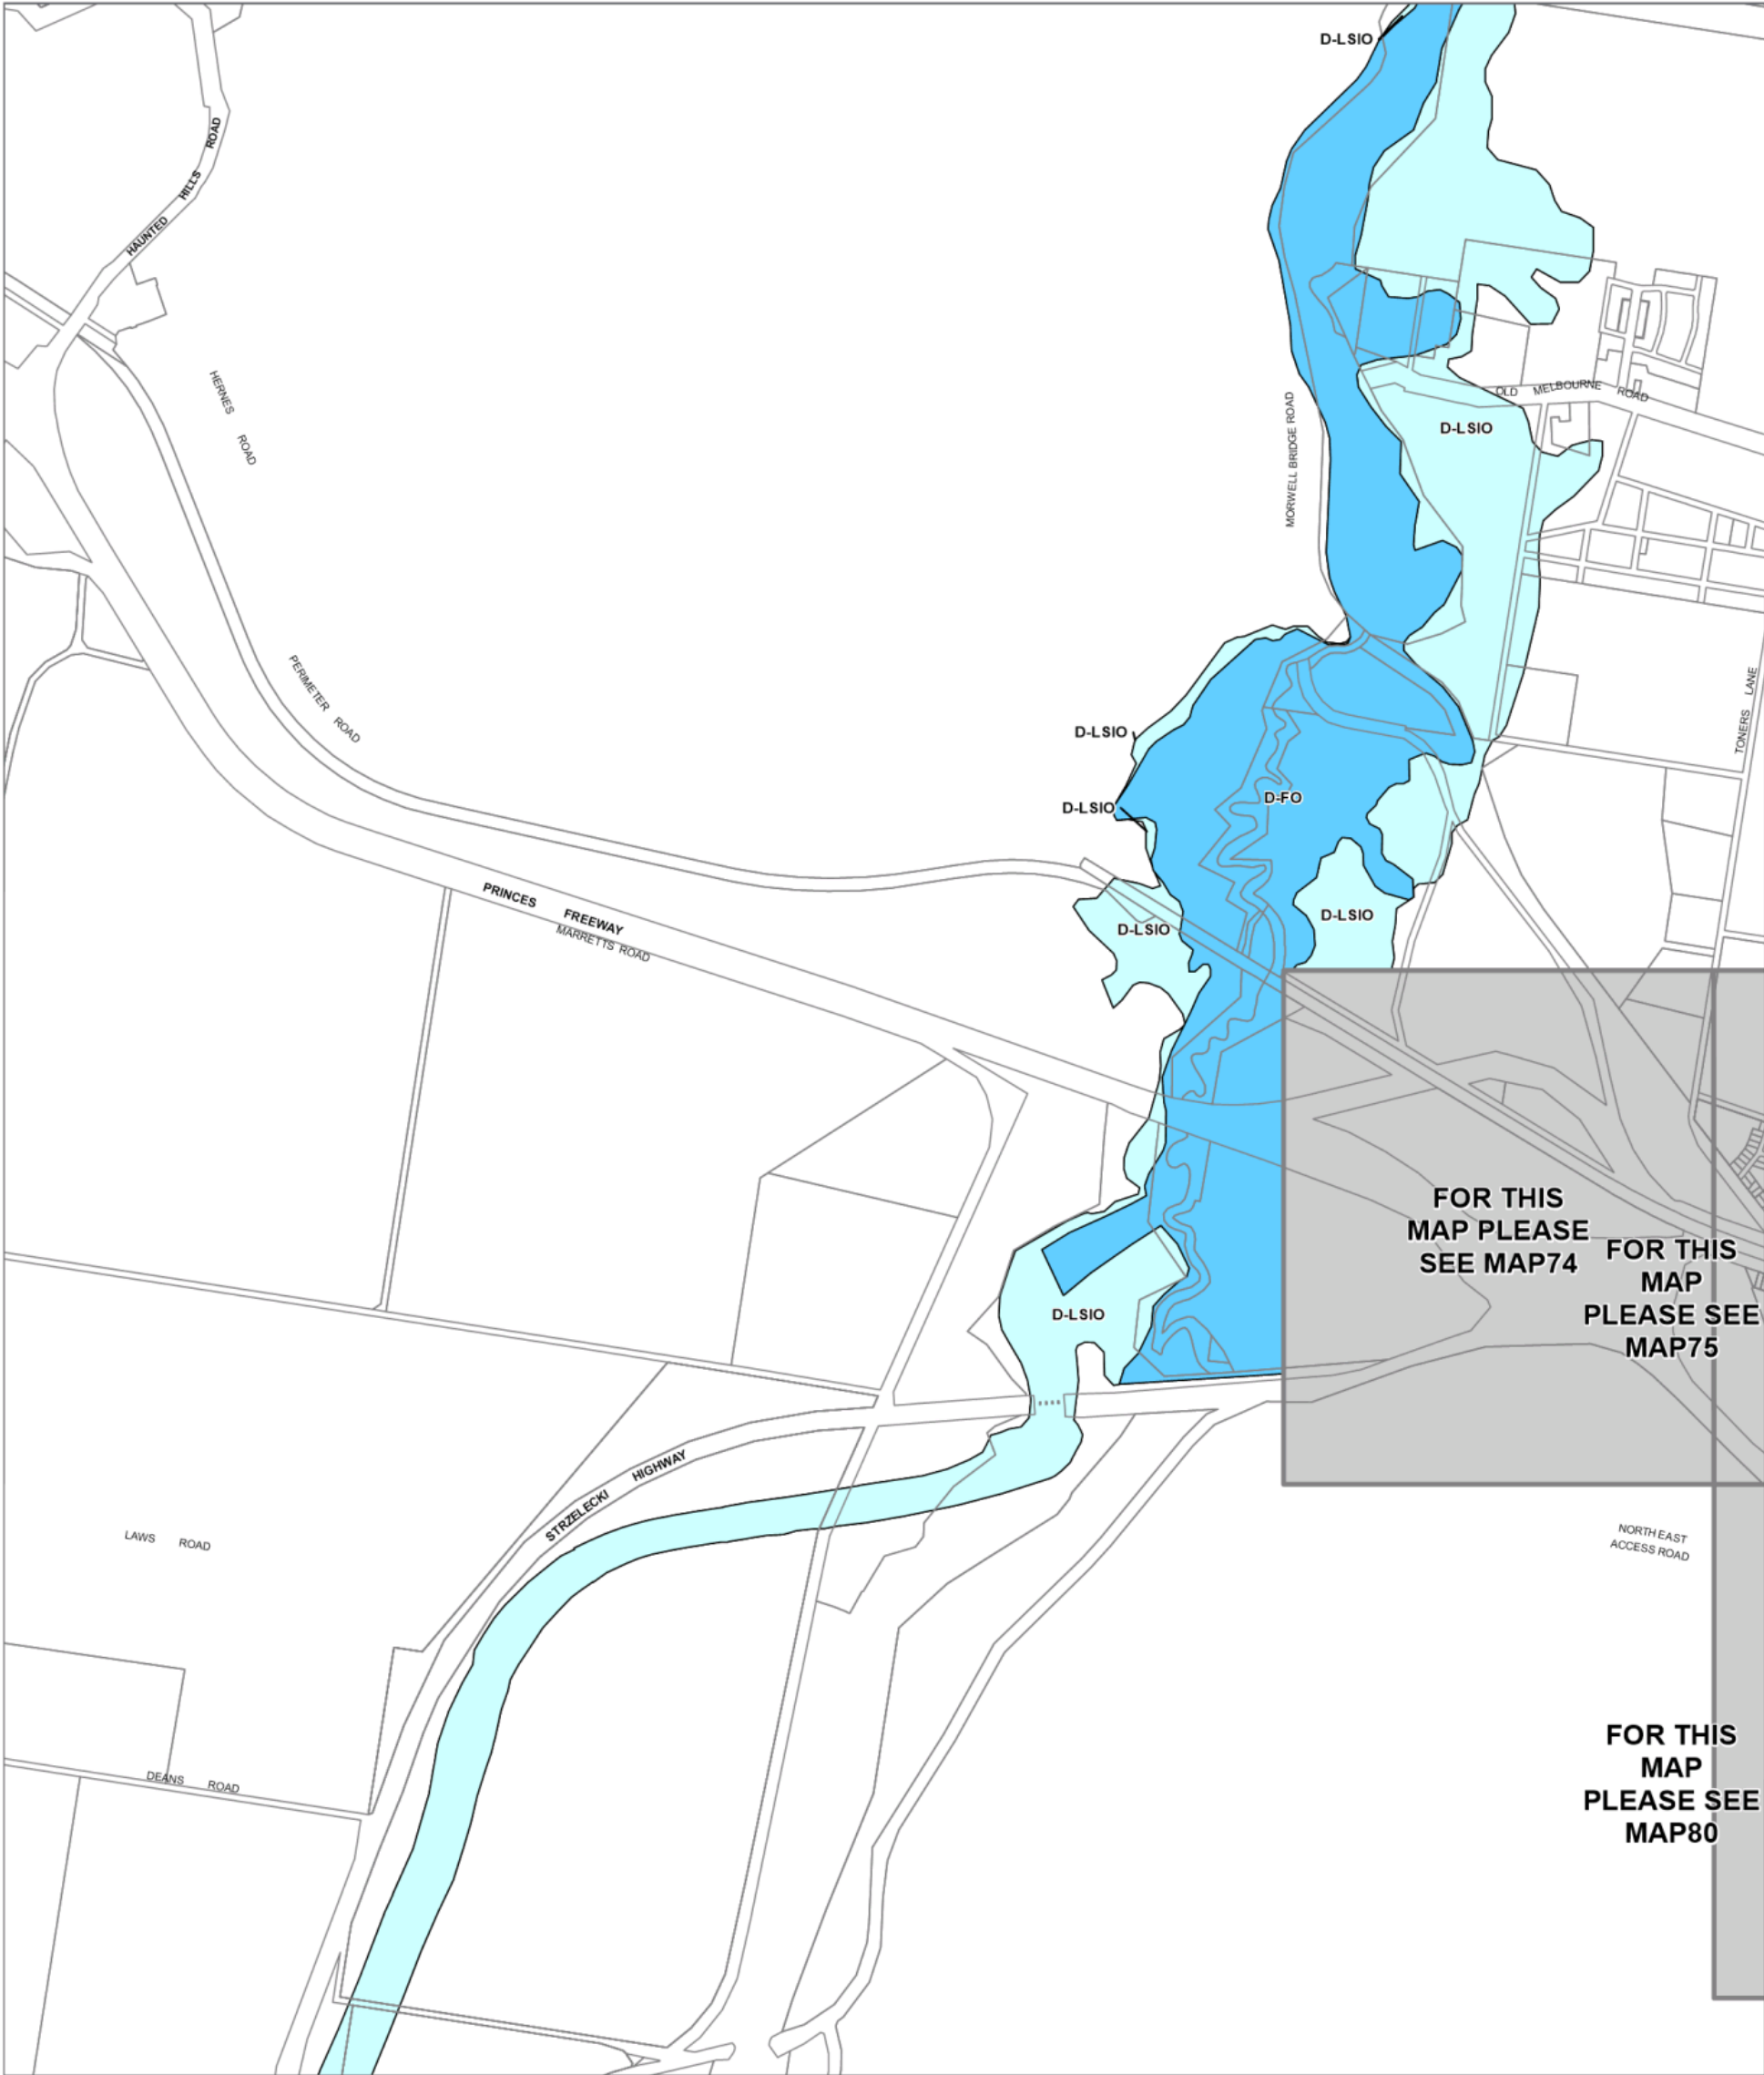 D-LSIO
HAUNTED HILLS ROAD
HERNES ROAD
OLD MELBOURNE ROAD
MORWELL BRIDGE ROAD
D-LSIO
PERIMETER ROAD
TONERS LANE
D-LSIO
D-FO
D-LSIO
PRINCES FREEWAY
MARRETTS ROAD
D-LSIO
D-LSIO
FOR THIS
MAP PLEASE
SEE MAP74
FOR THIS
MAP
PLEASE SEE
MAP75
D-LSIO
STRZELECKI HIGHWAY
LAWS ROAD
NORTH EAST
ACCESS ROAD
FOR THIS
MAP
PLEASE SEE
MAP80
DEANS ROAD